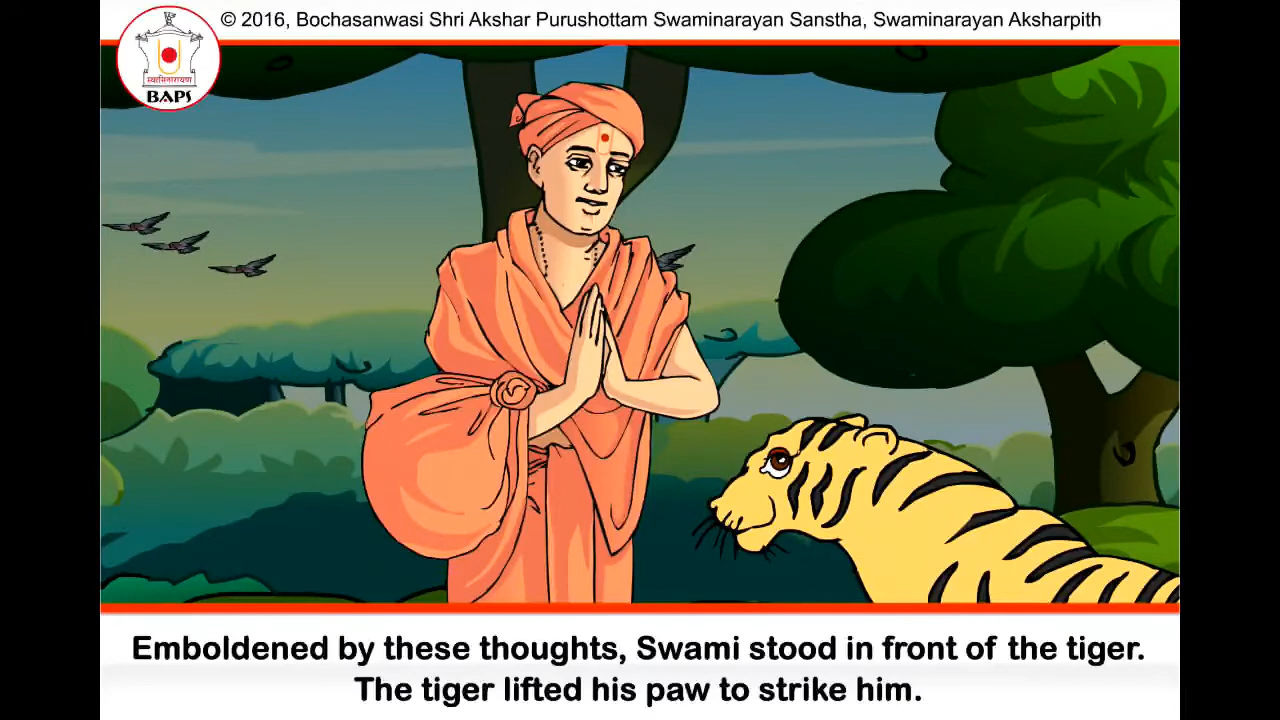 © 2016, Bochasanwasi Shri Akshar Purushottam Swaminarayan Sanstha, Swaminarayan Aksharpith
स्वामिनारायण
BAPS
Emboldened by these thoughts, Swami stood in front of the tiger.
The tiger lifted his paw to strike him.